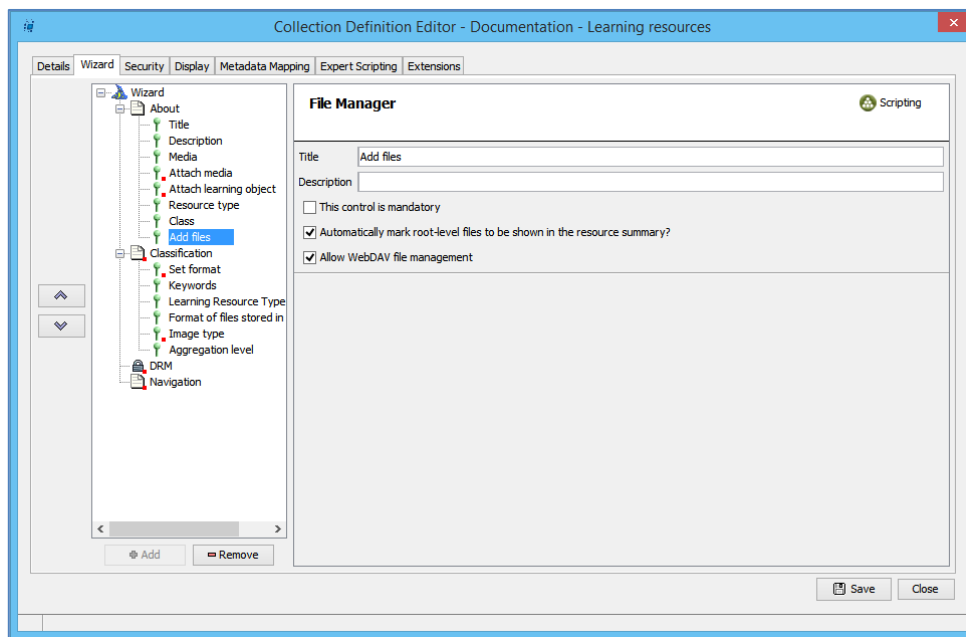 Collection Definition Editor - Documentation - Learning resources
Details Wizard Security Display Metadata Mapping Expert Scripting Extensions
Wizard
About
Title
Description
Media
Attach media
Attach learning object
Resource type
Class
Add files
Classification
Set format
Keywords
Learning Resource Type
Format of files stored in
Image type
Aggregation level
DRM
Navigation
Add Remove
File Manager
Scripting
Title Add files
Description
This control is mandatory
Automatically mark root-level files to be shown in the resource summary?
Allow WebDAV file management
Save Close